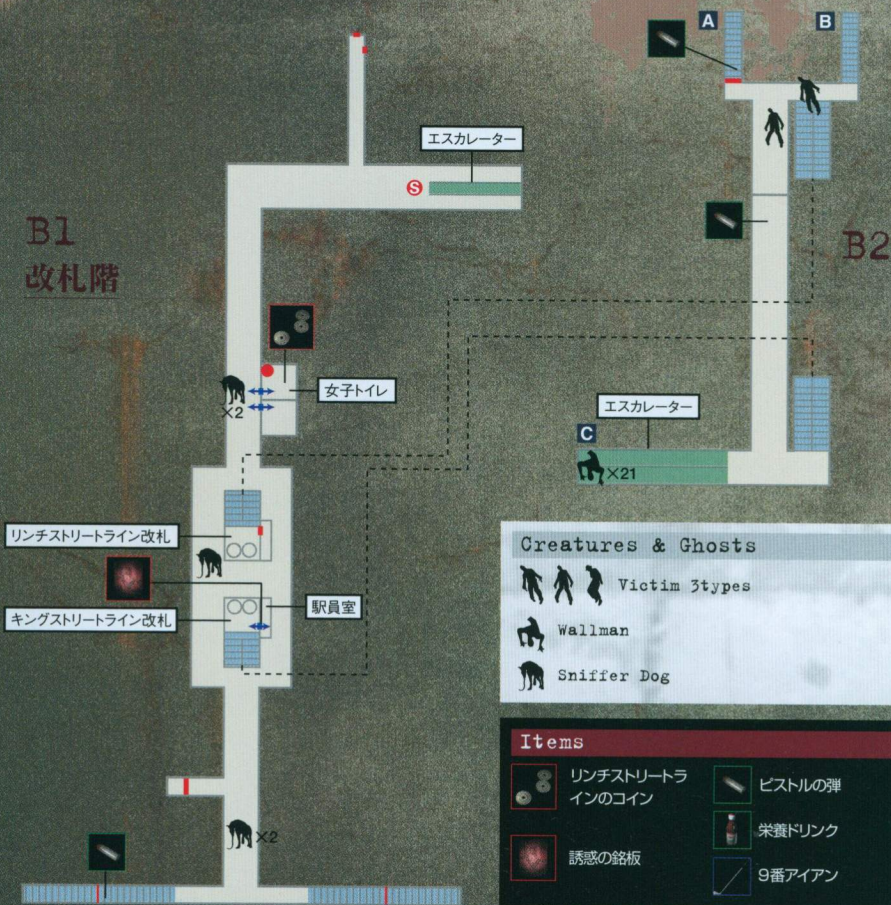 A
B
エスカレーター
S
B1
改札階
B2
女子トイレ
×2
エスカレーター
C
×21
リンチストリートライン改札
キングストリートライン改札
駅員室
×2
Creatures & Ghosts
Victim 3types
Wallman
Sniffer Dog
Items
リンチストリートラ
インのコイン
誘惑の銘板
ピストルの弾
栄養ドリンク
9番アイアン